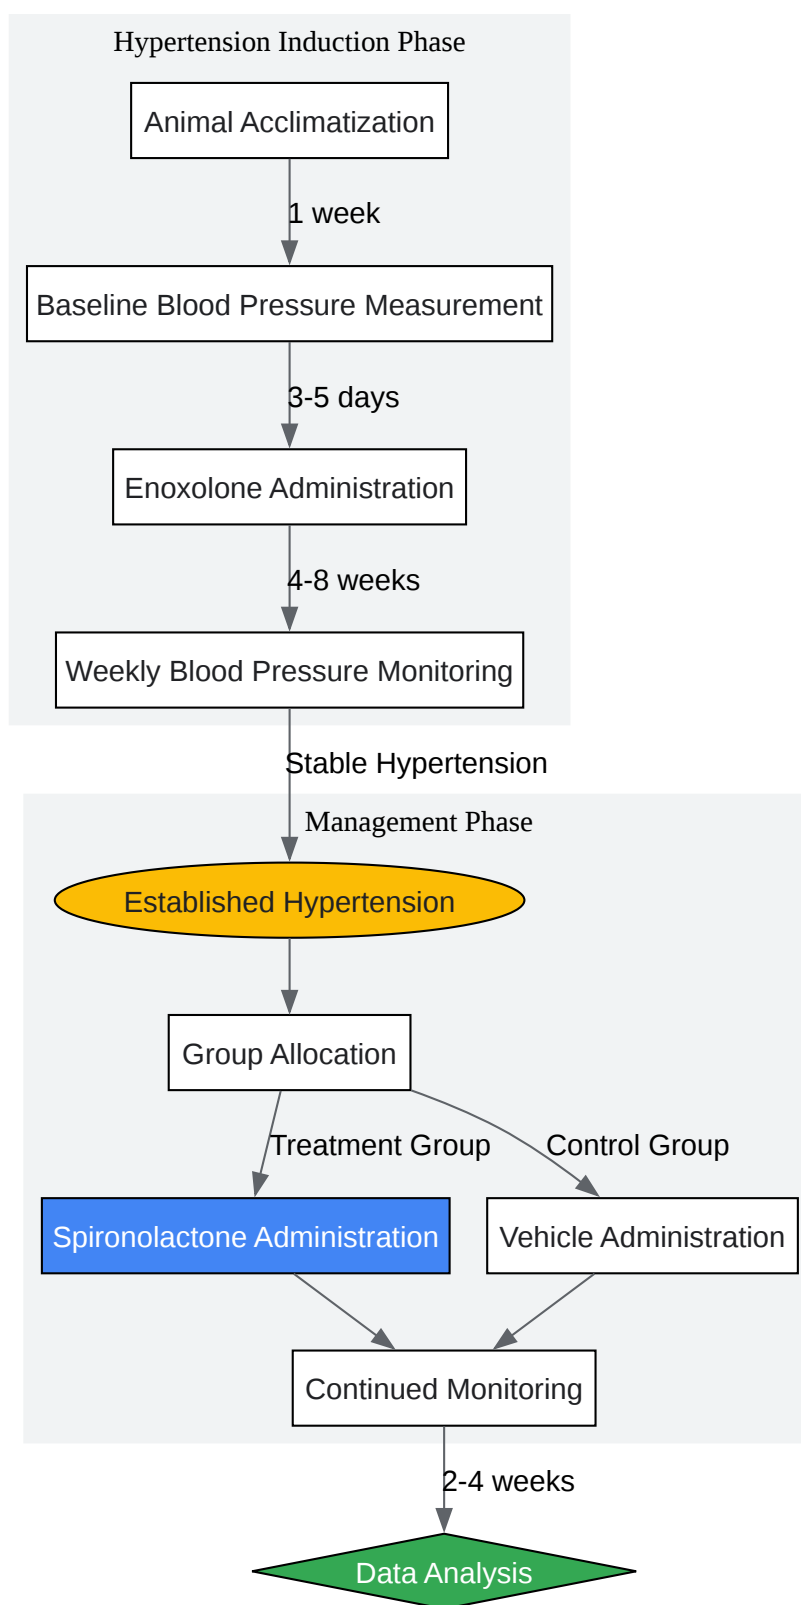 Hypertension Induction Phase
Animal Acclimatization
1 week
Baseline Blood Pressure Measurement
3-5 days
Enoxolone Administration
4-8 weeks
Weekly Blood Pressure Monitoring
Stable Hypertension
Management Phase
Established Hypertension
Group Allocation
Treatment Group
Control Group
Spironolactone Administration
Vehicle Administration
Continued Monitoring
2-4 weeks
Data Analysis